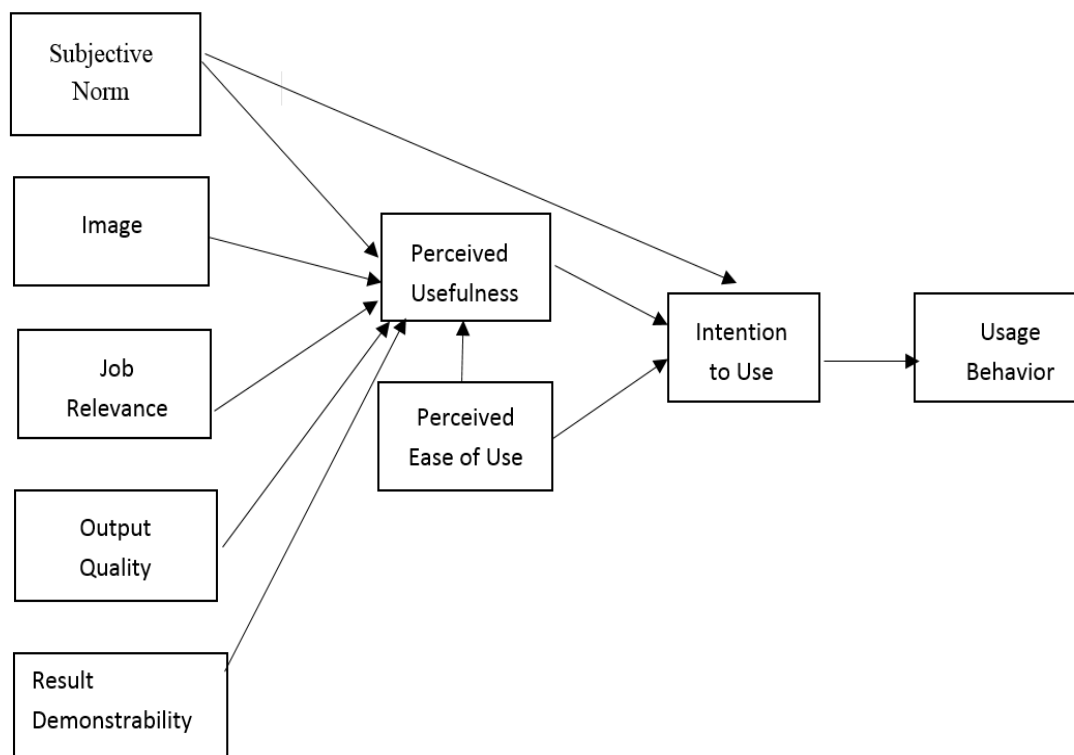 Subjective
Norm
Image
Job
Relevance
Output
Quality
Result
Demonstrability
Perceived
Usefulness
Perceived
Ease of Use
Intention
to Use
Usage
Behavior